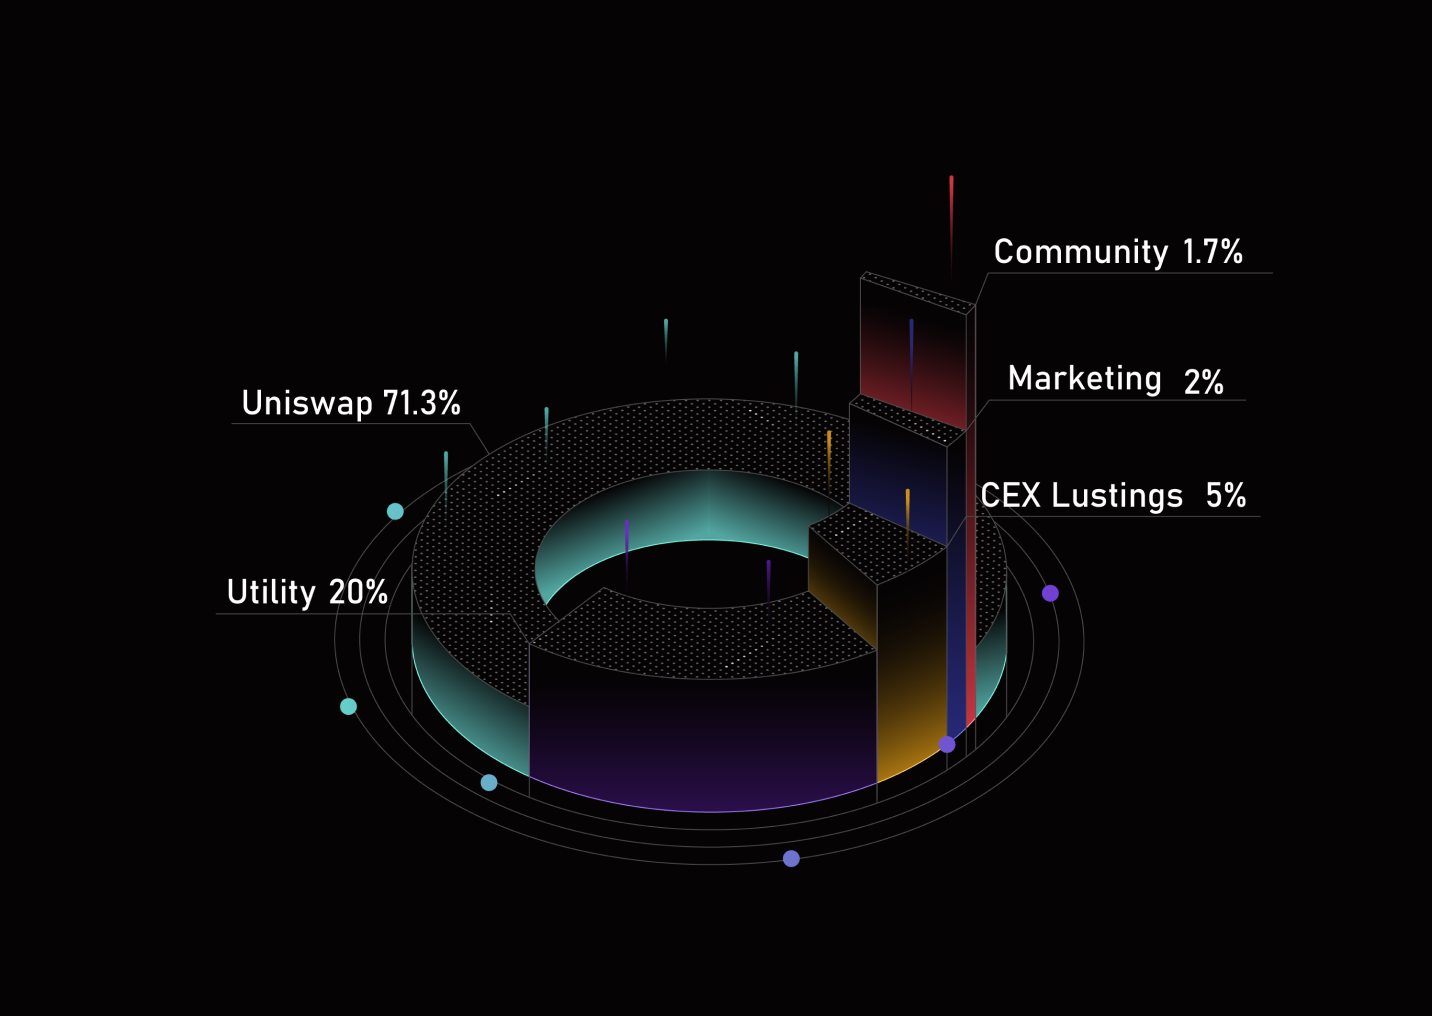 Community 1.7%
Marketing 2%
Uniswap 71.3%
CEX Lustings 5%
Utility 20%